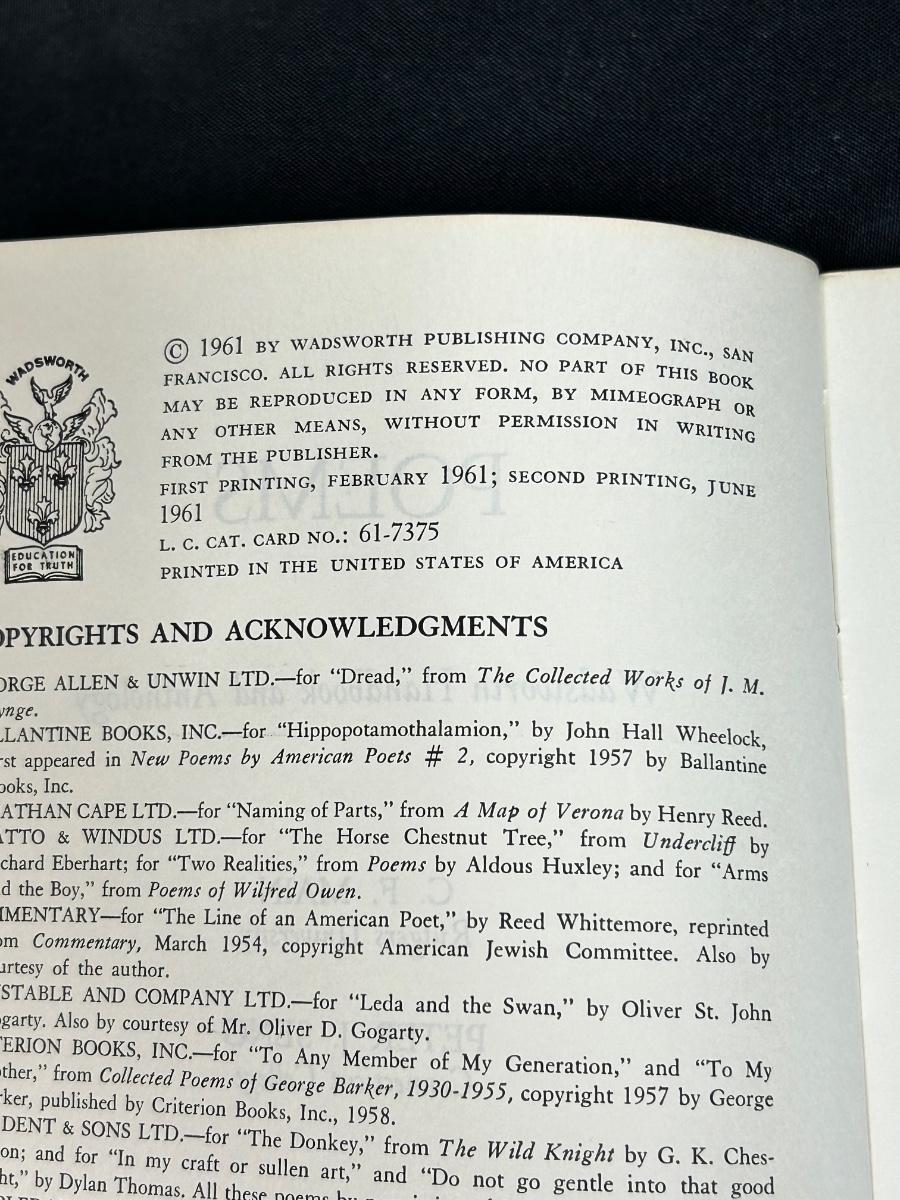 WADSWORTH
EDUCATION
FOR TRUTH
© 1961 BY WADSWORTH PUBLISHING COMPANY, INC., SAN
FRANCISCO. ALL RIGHTS RESERVED. NO PART OF THIS BOOK
MAY BE REPRODUCED IN ANY FORM, BY MIMEOGRAPH OR
ANY OTHER MEANS, WITHOUT PERMISSION IN WRITING
FROM THE PUBLISHER.
FIRST PRINTING, FEBRUARY 1961; SECOND PRINTING, JUNE
1961
L. C. CAT. CARD NO.: 61-7375
PRINTED IN THE UNITED STATES OF AMERICA
OPYRIGHTS AND ACKNOWLEDGMENTS
ORGE ALLEN & UNWIN LTD.—for “Dread,” from The Collected Works of J. M.
ynge.
LLANTINE BOOKS, INC.—for “Hippopotamothalamion,” by John Hall Wheelock,
rst appeared in New Poems by American Poets # 2, copyright 1957 by Ballantine
ooks, Inc.
ATHAN CAPE LTD.—for “Naming of Parts,” from A Map of Verona by Henry Reed.
ATTO & WINDUS LTD.—for “The Horse Chestnut Tree,” from Undercliff by
chard Eberhart; for “Two Realities,” from Poems by Aldous Huxley; and for “Arms
d the Boy,” from Poems of Wilfred Owen.
MMENTARY—for “The Line of an American Poet,” by Reed Whittemore, reprinted
om Commentary, March 1954, copyright American Jewish Committee. Also by
urtesy of the author.
STABLE AND COMPANY LTD.—for “Leda and the Swan,” by Oliver St. John
ogarty. Also by courtesy of Mr. Oliver D. Gogarty.
TERION BOOKS, INC.—for “To Any Member of My Generation,” and “To My
other,” from Collected Poems of George Barker, 1930-1955, copyright 1957 by George
rker, published by Criterion Books, Inc., 1958.
DENT & SONS LTD.—for “The Donkey,” from The Wild Knight by G. K. Ches-
on; and for “In my craft or sullen art,” and “Do not go gentle into that good
ht,” by Dylan Thomas. All these poems by